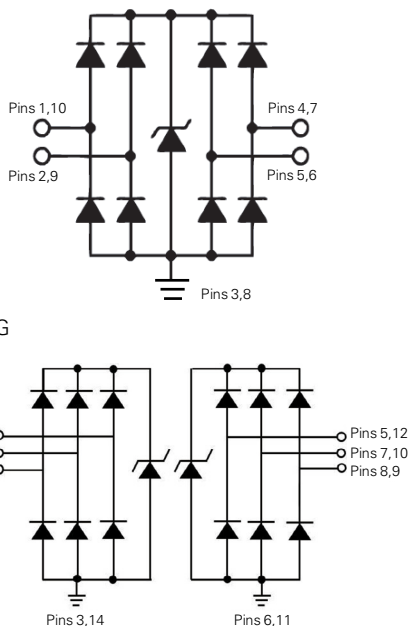 Pins 1,10
Pins 4,7
Pins 2,9
Pins 5,6
Pins 3,8
G
Pins 5,12
Pins 7,10
Pins 8,9
Pins 3,14
Pins 6,11